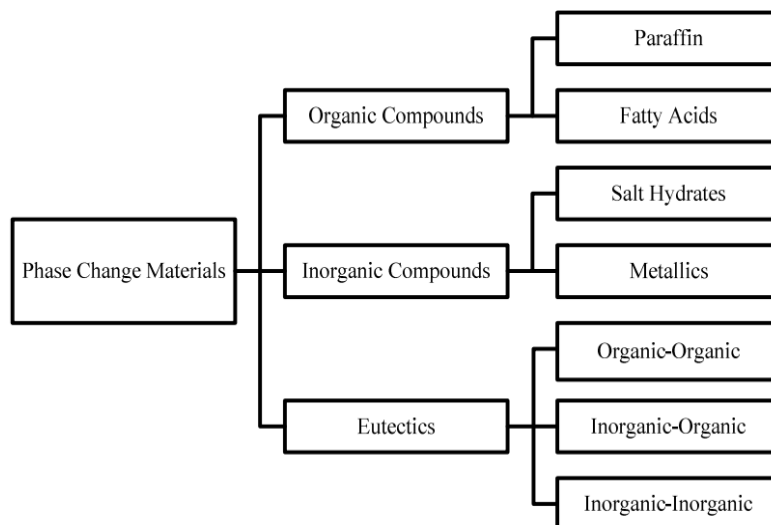 Phase Change Materials
Organic Compounds
Paraffin
Fatty Acids
Inorganic Compounds
Salt Hydrates
Metallics
Eutectics
Organic-Organic
Inorganic-Organic
Inorganic-Inorganic